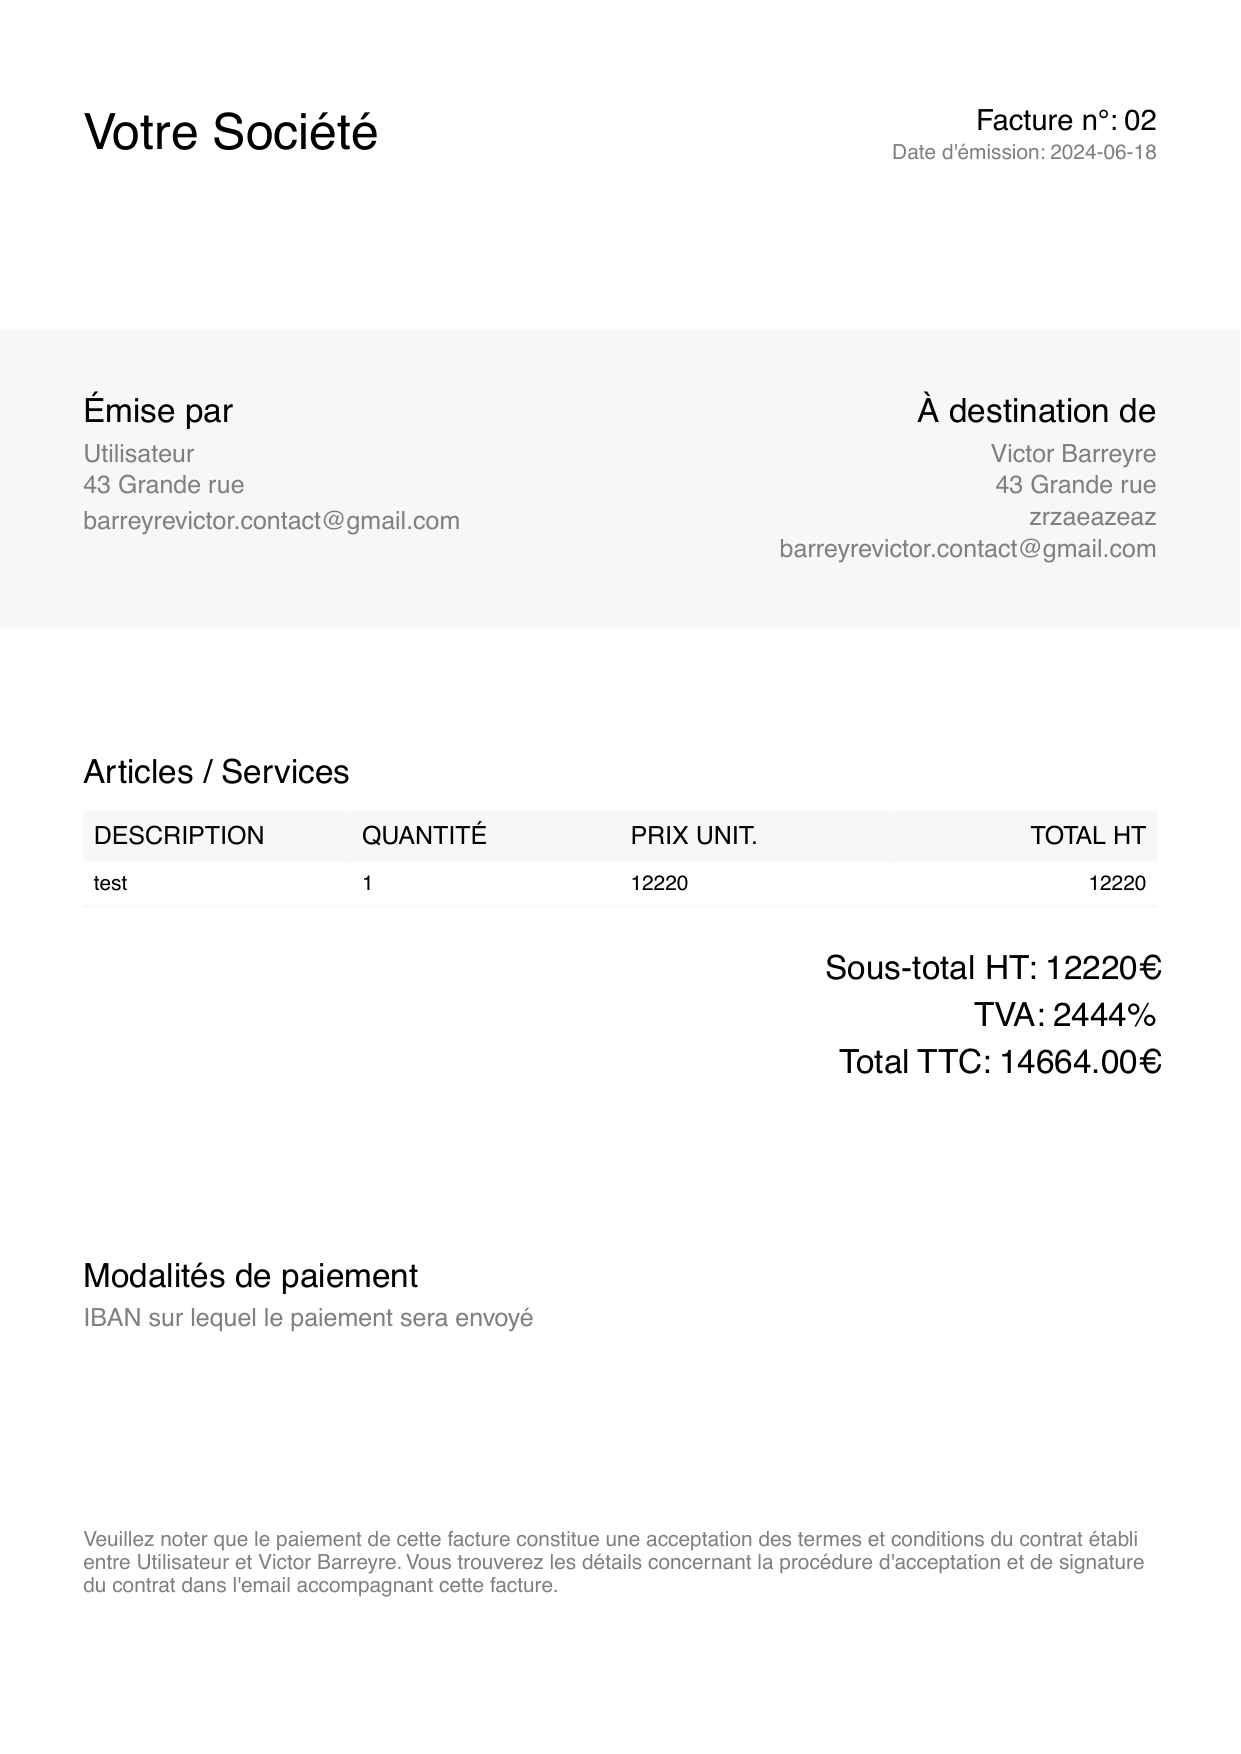 Votre Société
Facture n°: 02
Date d'émission: 2024-06-18
Émise par
Utilisateur
43 Grande rue
barreyrevictor.contact@gmail.com
À destination de
Victor Barreyre
43 Grande rue
zrzaeazeaz
barreyrevictor.contact@gmail.com
Articles / Services
DESCRIPTION QUANTITÉ PRIX UNIT. TOTAL HT
test 1 12220 12220
Sous-total HT: 12220€
TVA: 2444%
Total TTC: 14664.00€
Modalités de paiement
IBAN sur lequel le paiement sera envoyé
Veuillez noter que le paiement de cette facture constitue une acceptation des termes et conditions du contrat établi
entre Utilisateur et Victor Barreyre. Vous trouverez les détails concernant la procédure d'acceptation et de signature
du contrat dans l'email accompagnant cette facture.